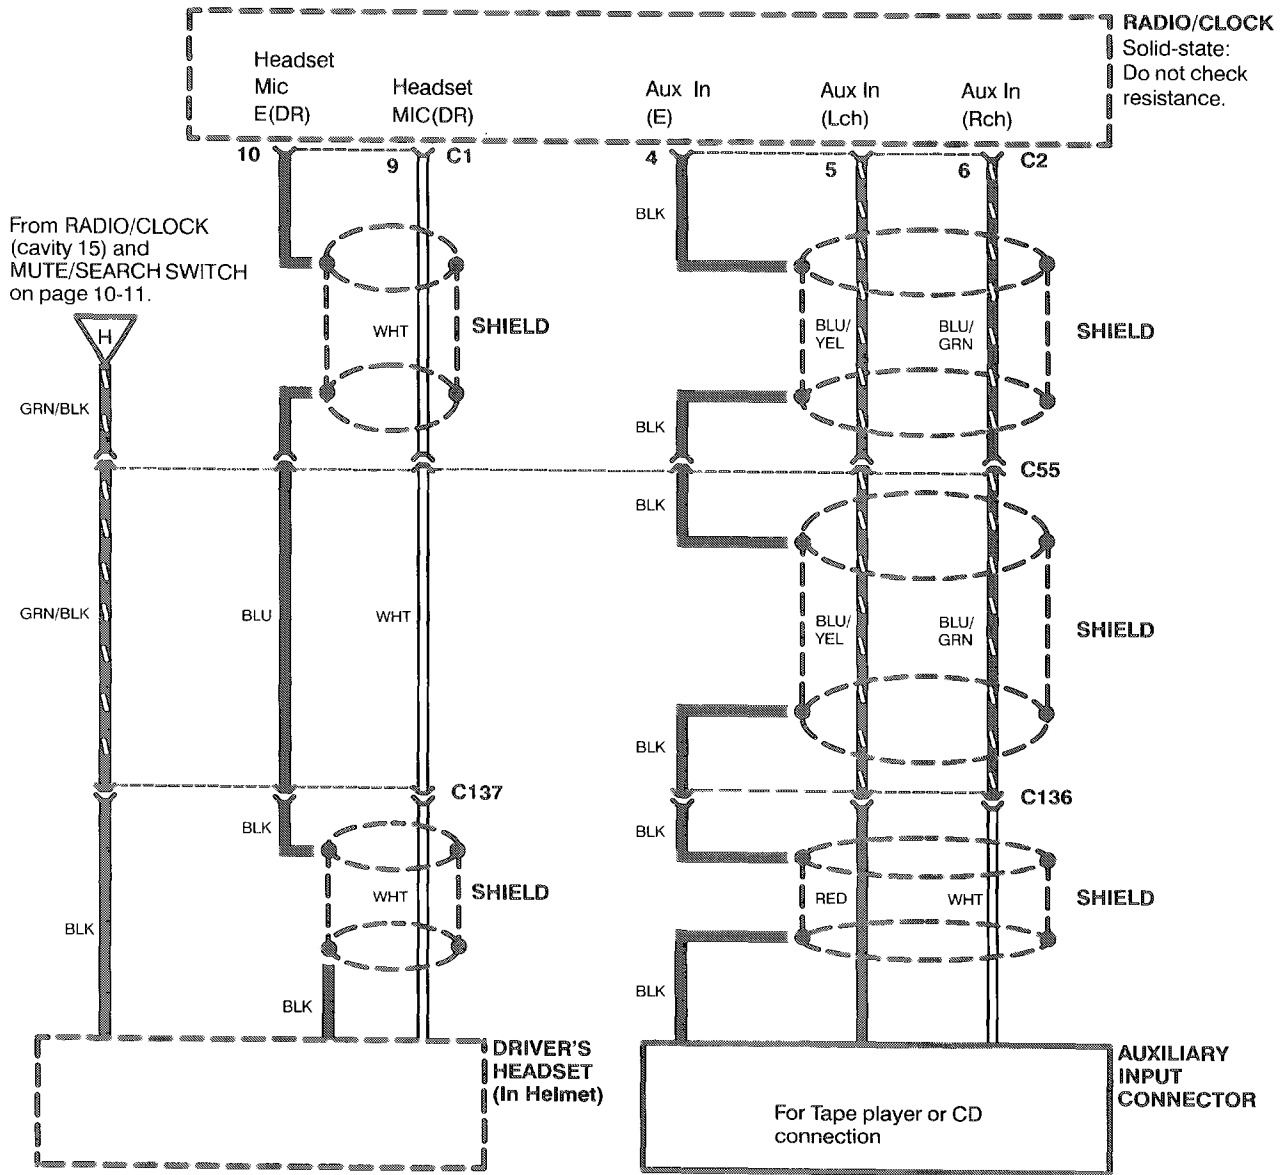 RADIO/CLOCK
Solid-state:
Do not check
resistance.
Headset
Mic
E(DR)
Headset
MIC(DR)
Aux In
(E)
Aux In
(Lch)
Aux In
(Rch)
10
9
C1
4
5
6
C2
From RADIO/CLOCK
(cavity 15) and
MUTE/SEARCH SWITCH
on page 10-11.
H
BLK
WHT
SHIELD
BLU/
YEL
BLU/
GRN
SHIELD
GRN/BLK
BLK
C55
BLK
GRN/BLK
BLU
WHT
BLU/
YEL
BLU/
GRN
SHIELD
BLK
C137
C136
BLK
BLK
WHT
SHIELD
RED
WHT
SHIELD
BLK
BLK
BLK
DRIVER'S
HEADSET
(In Helmet)
AUXILIARY
INPUT
CONNECTOR
For Tape player or CD
connection